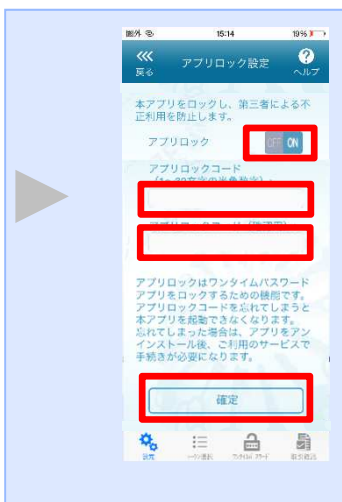 圏外
15:14
19%
戻る
アプリロック設定
?
ヘルプ
本アプリをロックし、第三者による不
正利用を防止します。
アプリロック
OFF ON
アプリロックコード
アプリロックはワンタイムパスワード
アプリをロックするための機能です。
アプリロックコードを忘れてしまうと
本アプリを起動できなくなります。
忘れてしまった場合は、アプリをアン
インストール後、ご利用のサービスで
手続きが必要になります。
確定
設定